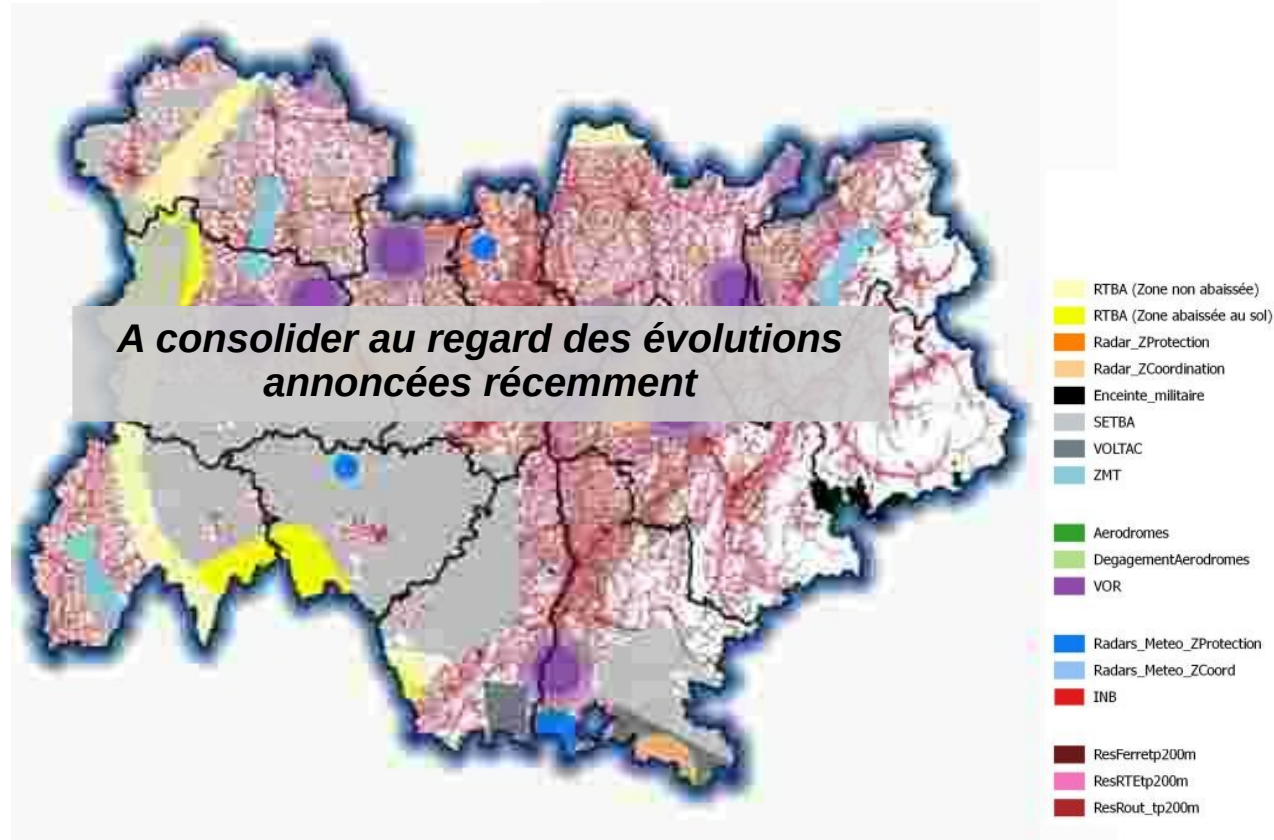 A consolider au regard des évolutions
annoncées récemment
RTBA (Zone non abaissée)
RTBA (Zone abaissée au sol)
Radar_ZProtection
Radar_ZCoordination
Enceinte_militaire
SETBA
VOLTAC
ZMT
Aerodromes
DegagementAerodromes
VOR
Radars_Meteo_ZProtection
Radars_Meteo_ZCoord
INB
ResFerretp200m
ResRTEtp200m
ResRout_tp200m